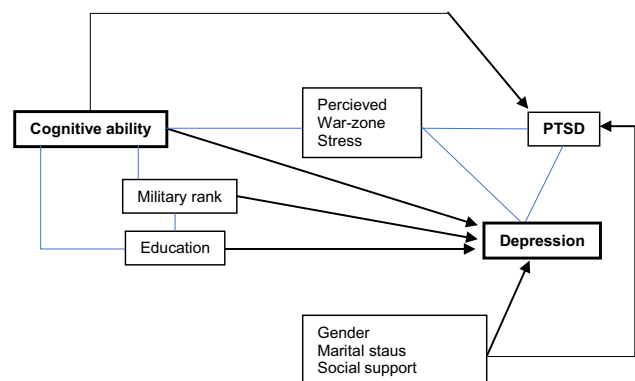 Percieved
War-zone
Stress
Cognitive ability
PTSD
Military rank
Education
Depression
Gender
Marital staus
Social support